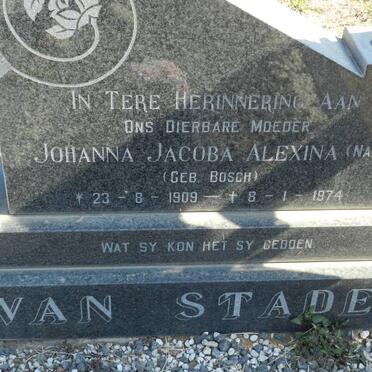 In Tere Herinnering Aan
Ons Dierbare Moeder
Johanna Jacoba Alexina (Na
(Geb. Bosch)
* 23 - 8 - 1909 — † 8 - 1 - 1974
Wat sy kon het sy gedoen
VAN STADE